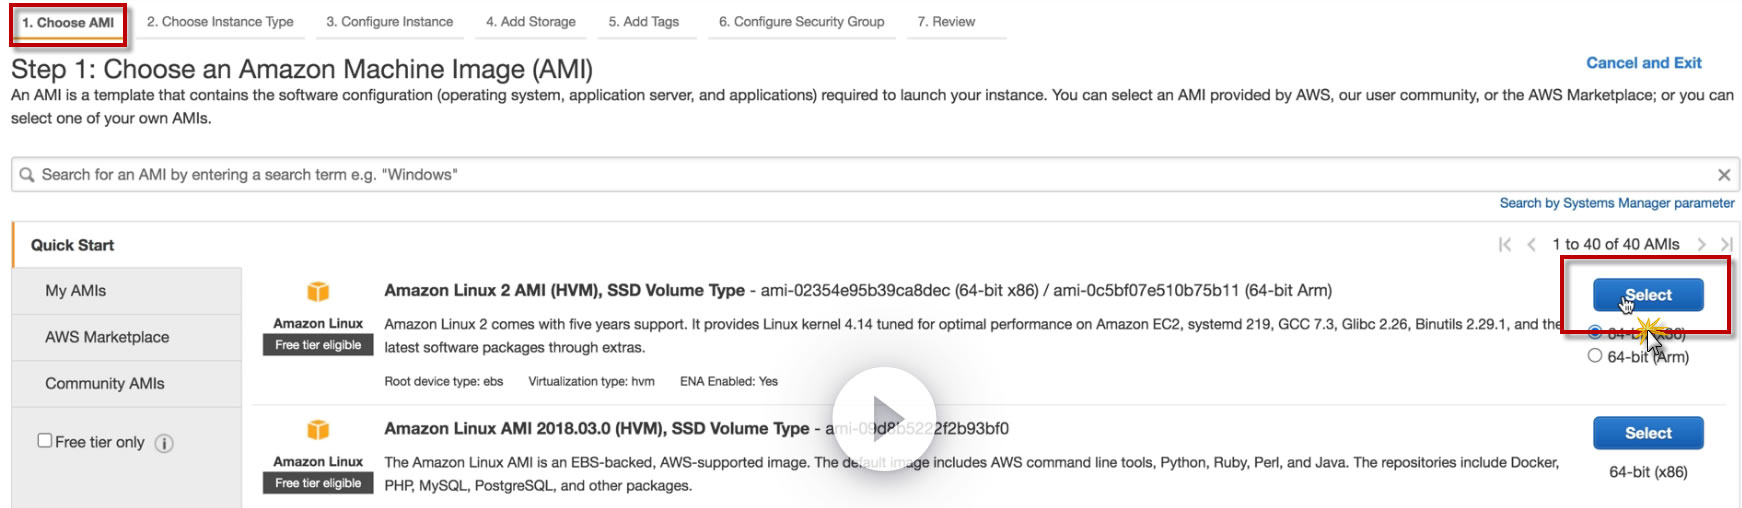 1. Choose AMI 2. Choose Instance Type 3. Configure Instance 4. Add Storage 5. Add Tags 6. Configure Security Group 7. Review
Step 1: Choose an Amazon Machine Image (AMI)
Cancel and Exit
An AMI is a template that contains the software configuration (operating system, application server, and applications) required to launch your instance. You can select an AMI provided by AWS, our user community, or the AWS Marketplace; or you can
select one of your own AMIs.
Search for an AMI by entering a search term e.g. "Windows"
Search by Systems Manager parameter
Quick Start
1 to 40 of 40 AMIs
My AMIs
AWS Marketplace
Community AMIs
Free tier only
Amazon Linux
Free tier eligible
Amazon Linux 2 AMI (HVM), SSD Volume Type - ami-02354e95b39ca8dec (64-bit x86) / ami-0c5bf07e510b75b11 (64-bit Arm)
Amazon Linux 2 comes with five years support. It provides Linux kernel 4.14 tuned for optimal performance on Amazon EC2, systemd 219, GCC 7.3, Glibc 2.26, Binutils 2.29.1, and the
latest software packages through extras.
Root device type: ebs Virtualization type: hvm ENA Enabled: Yes
Select
64-bit (x86)
64-bit (Arm)
Amazon Linux
Free tier eligible
Amazon Linux AMI 2018.03.0 (HVM), SSD Volume Type - ami-09d8b5222f2b93bf0
The Amazon Linux AMI is an EBS-backed, AWS-supported image. The default image includes AWS command line tools, Python, Ruby, Perl, and Java. The repositories include Docker,
PHP, MySQL, PostgreSQL, and other packages.
Select
64-bit (x86)